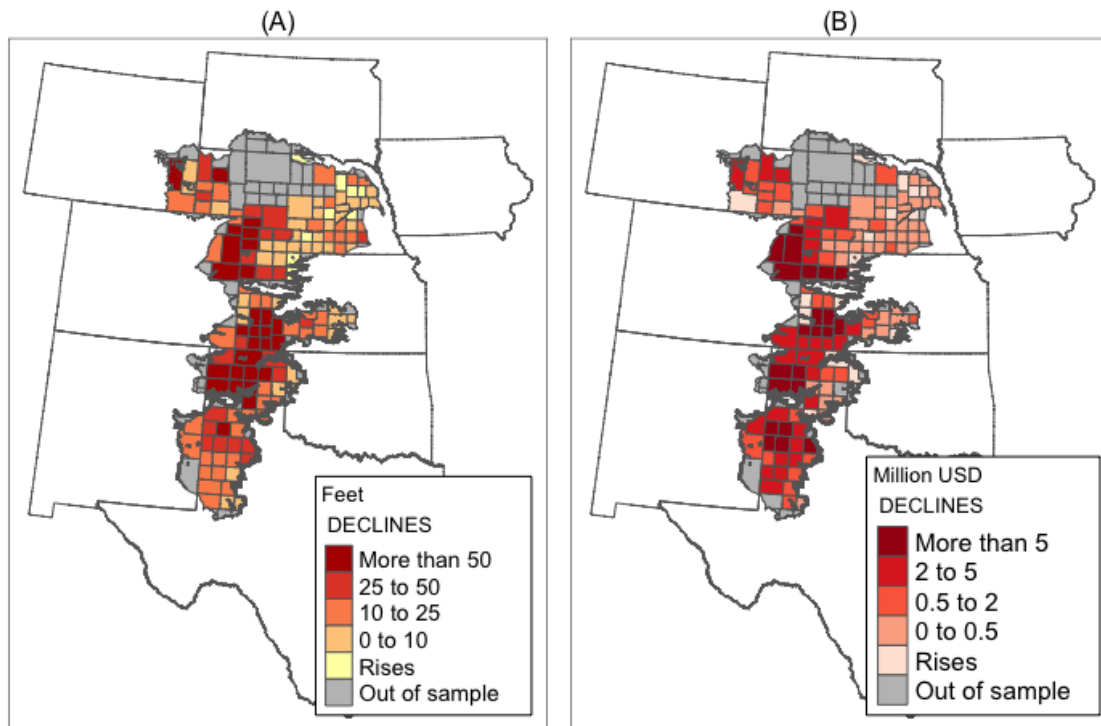 (A)
(B)
Feet
DECLINES
More than 50
25 to 50
10 to 25
0 to 10
Rises
Out of sample
Million USD
DECLINES
More than 5
2 to 5
0.5 to 2
0 to 0.5
Rises
Out of sample